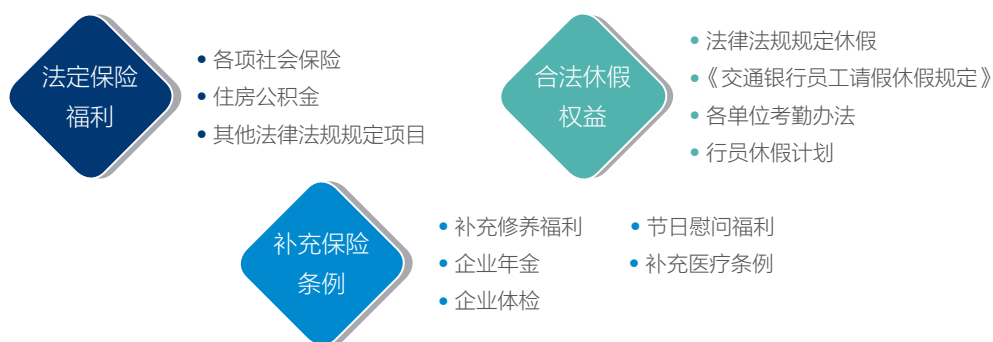 法定保险
福利
• 各项社会保险
• 住房公积金
• 其他法律法规规定项目
合法休假
权益
• 法律法规规定休假
• 《交通银行员工请假休假规定》
• 各单位考勤办法
• 行员休假计划
补充保险
条例
• 补充修养福利
• 企业年金
• 企业体检
• 节日慰问福利
• 补充医疗条例